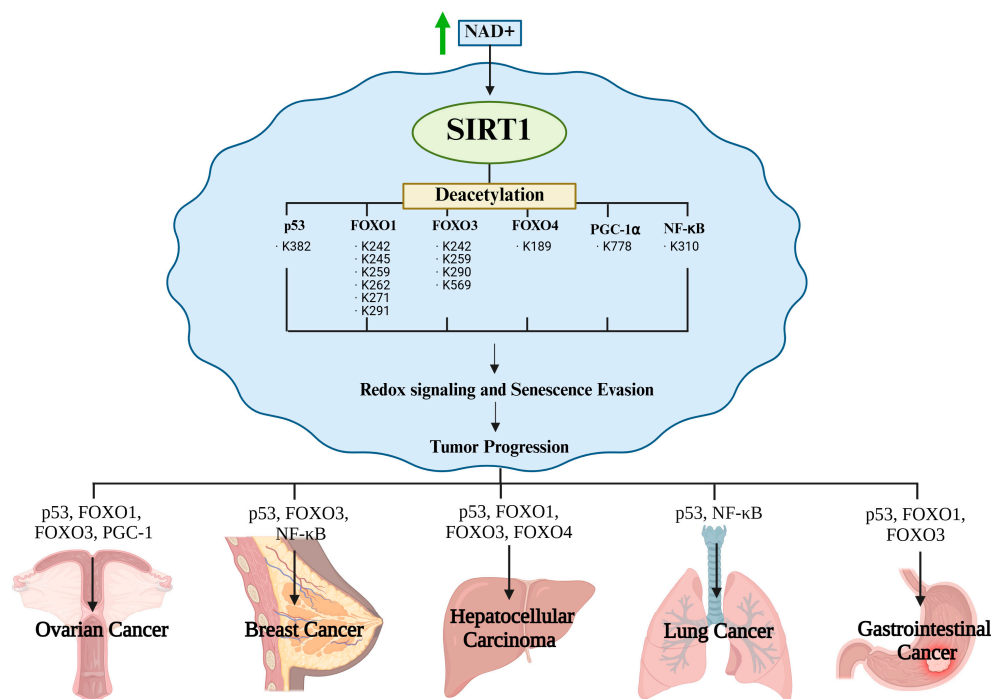 NAD+
SIRT1
Deacetylation
p53
· K382
FOXO1
· K242
· K245
· K259
· K262
· K271
· K291
FOXO3
· K242
· K259
· K290
· K569
FOXO4
· K189
PGC-1α
· K778
NF-κB
· K310
Redox signaling and Senescence Evasion
Tumor Progression
p53, FOXO1,
FOXO3, PGC-1
Ovarian Cancer
p53, FOXO3,
NF-κB
Breast Cancer
p53, FOXO1,
FOXO3, FOXO4
Hepatocellular
Carcinoma
p53, NF-κB
Lung Cancer
p53, FOXO1,
FOXO3
Gastrointestinal
Cancer